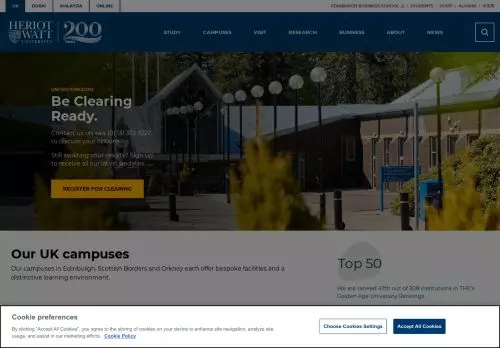 UK DUBAI MALAYSIA ONLINE
EDINBURGH BUSINESS SCHOOL STUDENTS STAFF ALUMNI
HERIOT
WATT
UNIVERSITY
200
STUDY CAMPUSES VISIT RESEARCH BUSINESS ABOUT NEWS
UNITED KINGDOM
Be Clearing
Ready.
Contact us on +44 (0)131 322 1222
to discuss your options.
Still awaiting your results? Sign up
to receive all our latest updates.
REGISTER FOR CLEARING
Our UK campuses
Our campuses in Edinburgh, Scottish Borders and Orkney each offer bespoke facilities and a
distinctive learning environment.
Top 50
We are ranked 47th out of 308 institutions in THE's
Golden Age University Rankings
Cookie preferences
By clicking "Accept All Cookies", you agree to the storing of cookies on your device to enhance site navigation, analyze site
usage, and assist in our marketing efforts. Cookie Policy
Choose Cookies Settings
Accept All Cookies